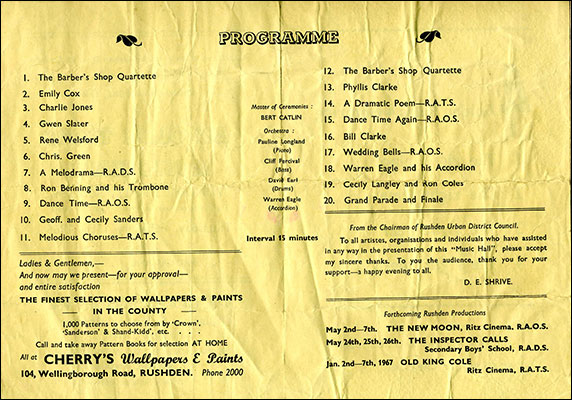 PROGRAMME
1. The Barber's Shop Quartette
2. Emily Cox
3. Charlie Jones
4. Gwen Slater
5. Rene Welsford
6. Chris. Green
7. A Melodrama—R.A.D.S.
8. Ron Benning and his Trombone
9. Dance Time—R.A.O.S.
10. Geoff. and Cecily Sanders
11. Melodious Choruses—R.A.T.S.
Ladies & Gentlemen,—
And now may we present—for your approval—
and entire satisfaction
THE FINEST SELECTION OF WALLPAPERS & PAINTS
— IN THE COUNTY —
1,000 Patterns to choose from by 'Crown',
'Sanderson' & Shand-Kidd', etc. . . .
Call and take away Pattern Books for selection AT HOME
All at CHERRY'S Wallpapers & Paints
104, Wellingborough Road, RUSHDEN. Phone 2000
Master of Ceremonies :
BERT CATLIN
Orchestra :
Pauline Longland
(Piano)
Cliff Percival
(Bass)
David Earl
(Drums)
Warren Eagle
(Accordion)
Interval 15 minutes
12. The Barber's Shop Quartette
13. Phyllis Clarke
14. A Dramatic Poem—R.A.T.S.
15. Dance Time Again—R.A.O.S.
16. Bill Clarke
17. Wedding Bells—R.A.O.S.
18. Warren Eagle and his Accordion
19. Cecily Langley and Ron Coles
20. Grand Parade and Finale
From the Chairman of Rushden Urban District Council.
To all artistes, organisations and individuals who have assisted
in any way in the presentation of this "Music Hall", please accept
my sincere thanks. To you the audience, thank you for your
support—a happy evening to all.
D. E. SHRIVE.
Forthcoming Rushden Productions
May 2nd—7th. THE NEW MOON, Ritz Cinema, R.A.O.S.
May 24th, 25th, 26th. THE INSPECTOR CALLS
Secondary Boys' School, R.A.D.S.
Jan. 2nd—7th, 1967 OLD KING COLE
Ritz Cinema, R.A.T.S.